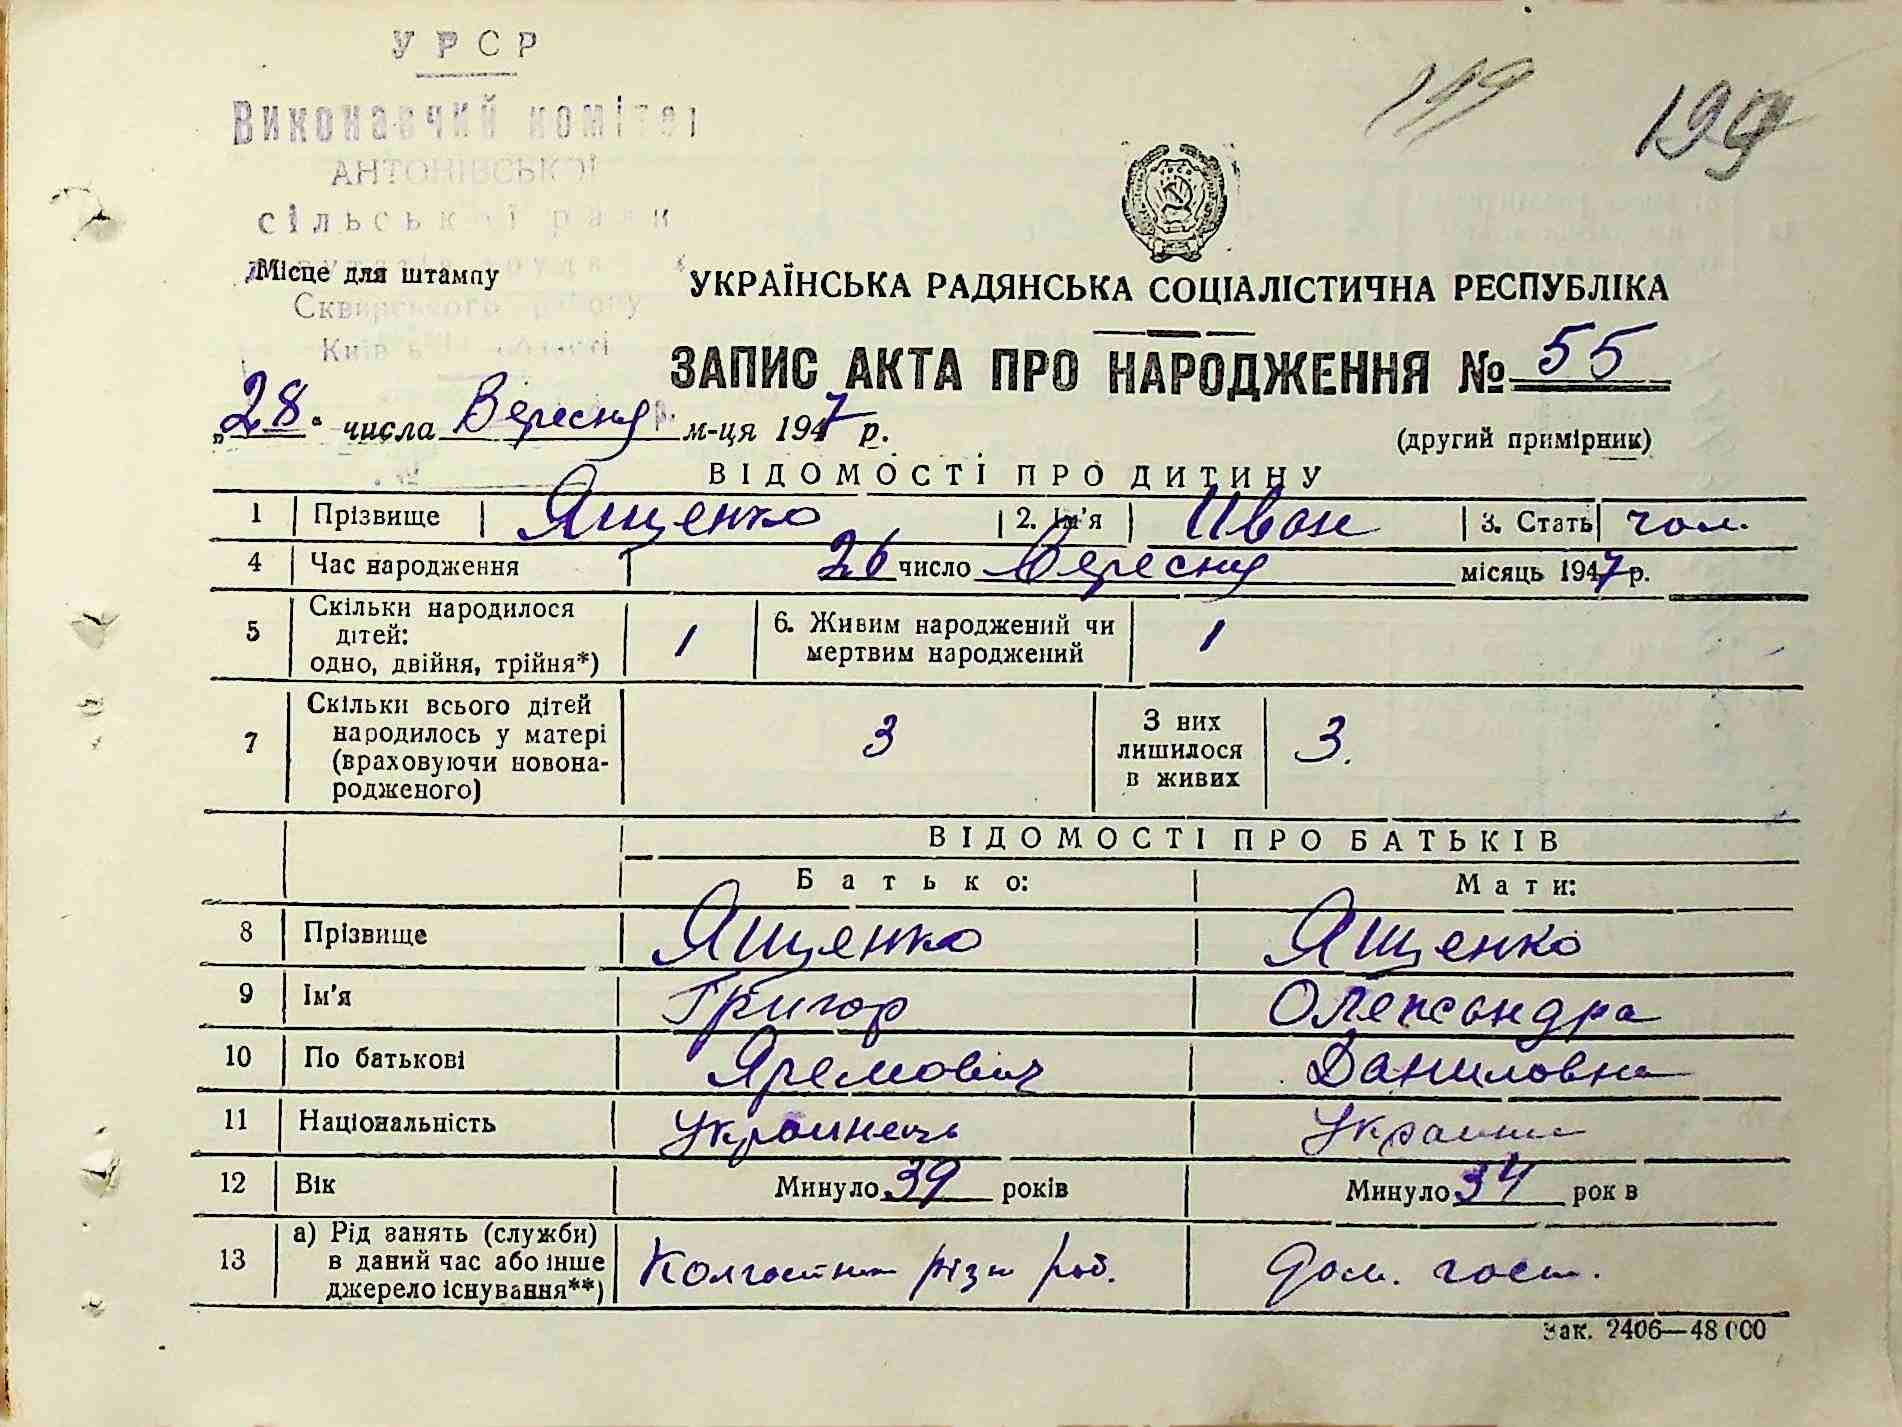 УРСР
199 199
Виконавчий комітет
АНТОНІВСЬКОЇ
сільської ради
Місце для штампу
УКРАЇНСЬКА РАДЯНСЬКА СОЦІАЛІСТИЧНА РЕСПУБЛІКА
Сквирського району
Київської області
ЗАПИС АКТА ПРО НАРОДЖЕННЯ № 55
„28" числа Вересня м-ця 1947 р.
(другий примірник)
ВІДОМОСТІ ПРО ДИТИНУ
1 Прізвище Ященко 2. Ім'я Иван 3. Стать чол.
4 Час народження 26 число Вересня місяць 1947 р.
5 Скільки народилося дітей: одно, двійня, трійня*) 1 6. Живим народжений чи мертвим народжений 1
7 Скільки всього дітей народилось у матері (враховуючи новонародженого) 3 З них лишилося в живих 3.
ВІДОМОСТІ ПРО БАТЬКІВ
Батько: Мати:
8 Прізвище Ященко Ященко
9 Ім'я Григор Олександра
10 По батькові Яремович Даниловна
11 Національність Украинець
12 Вік Минуло 39 років Минуло 34 рок в
13 а) Рід занять (служби) в даний час або інше джерело існування**) Колгоспник різн роб. дом. госп.
Зак. 2406—48 000